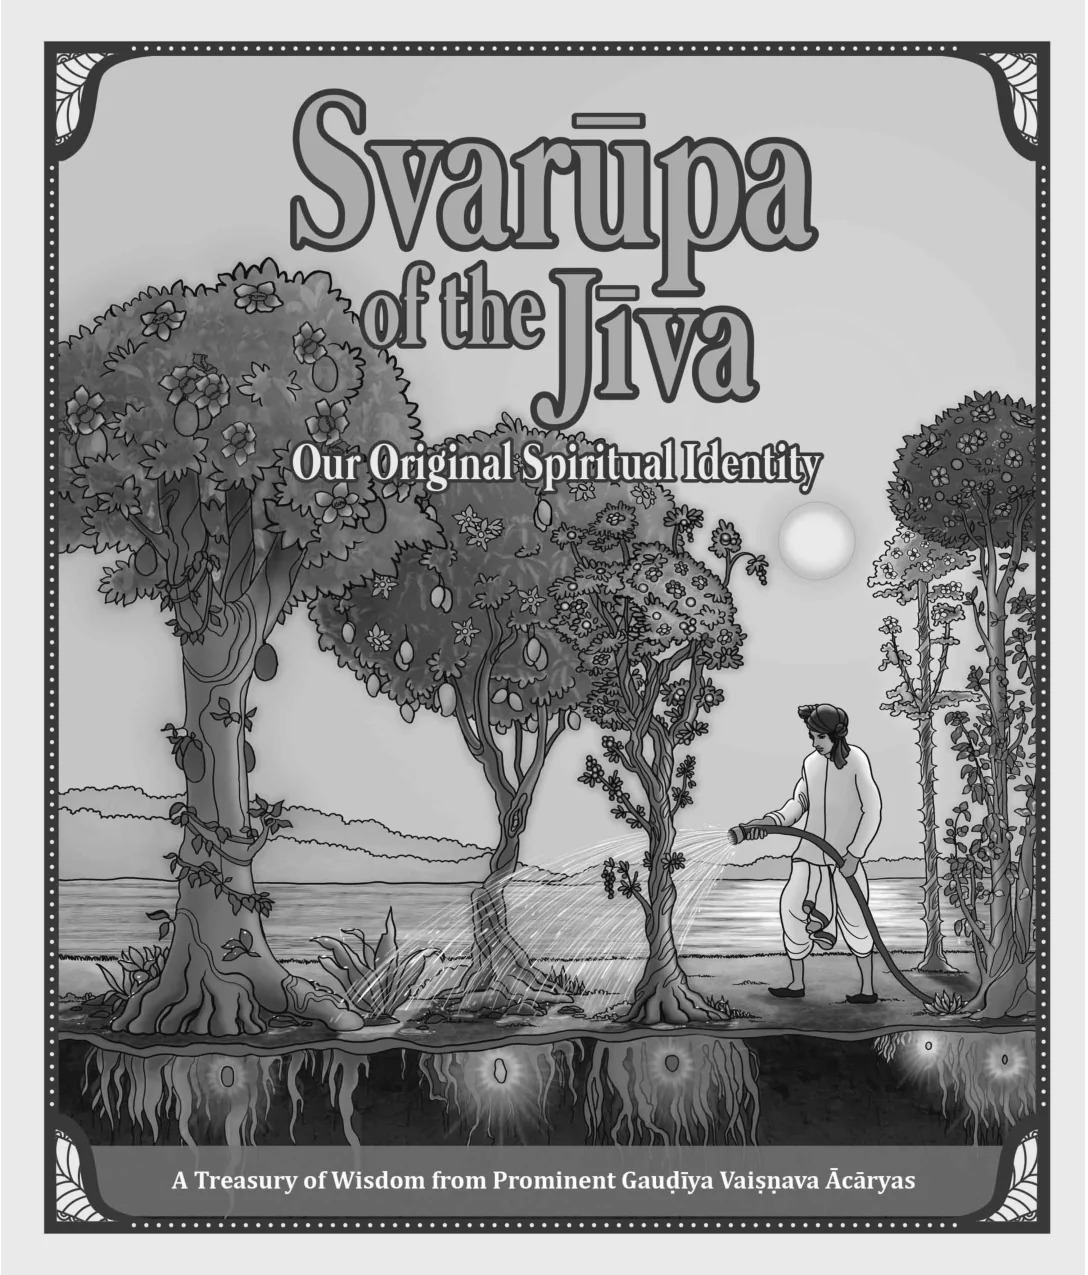 Svarūpa
of the Jīva
Our Original Spiritual Identity
A Treasury of Wisdom from Prominent Gauḍīya Vaiṣṇava Ācāryas